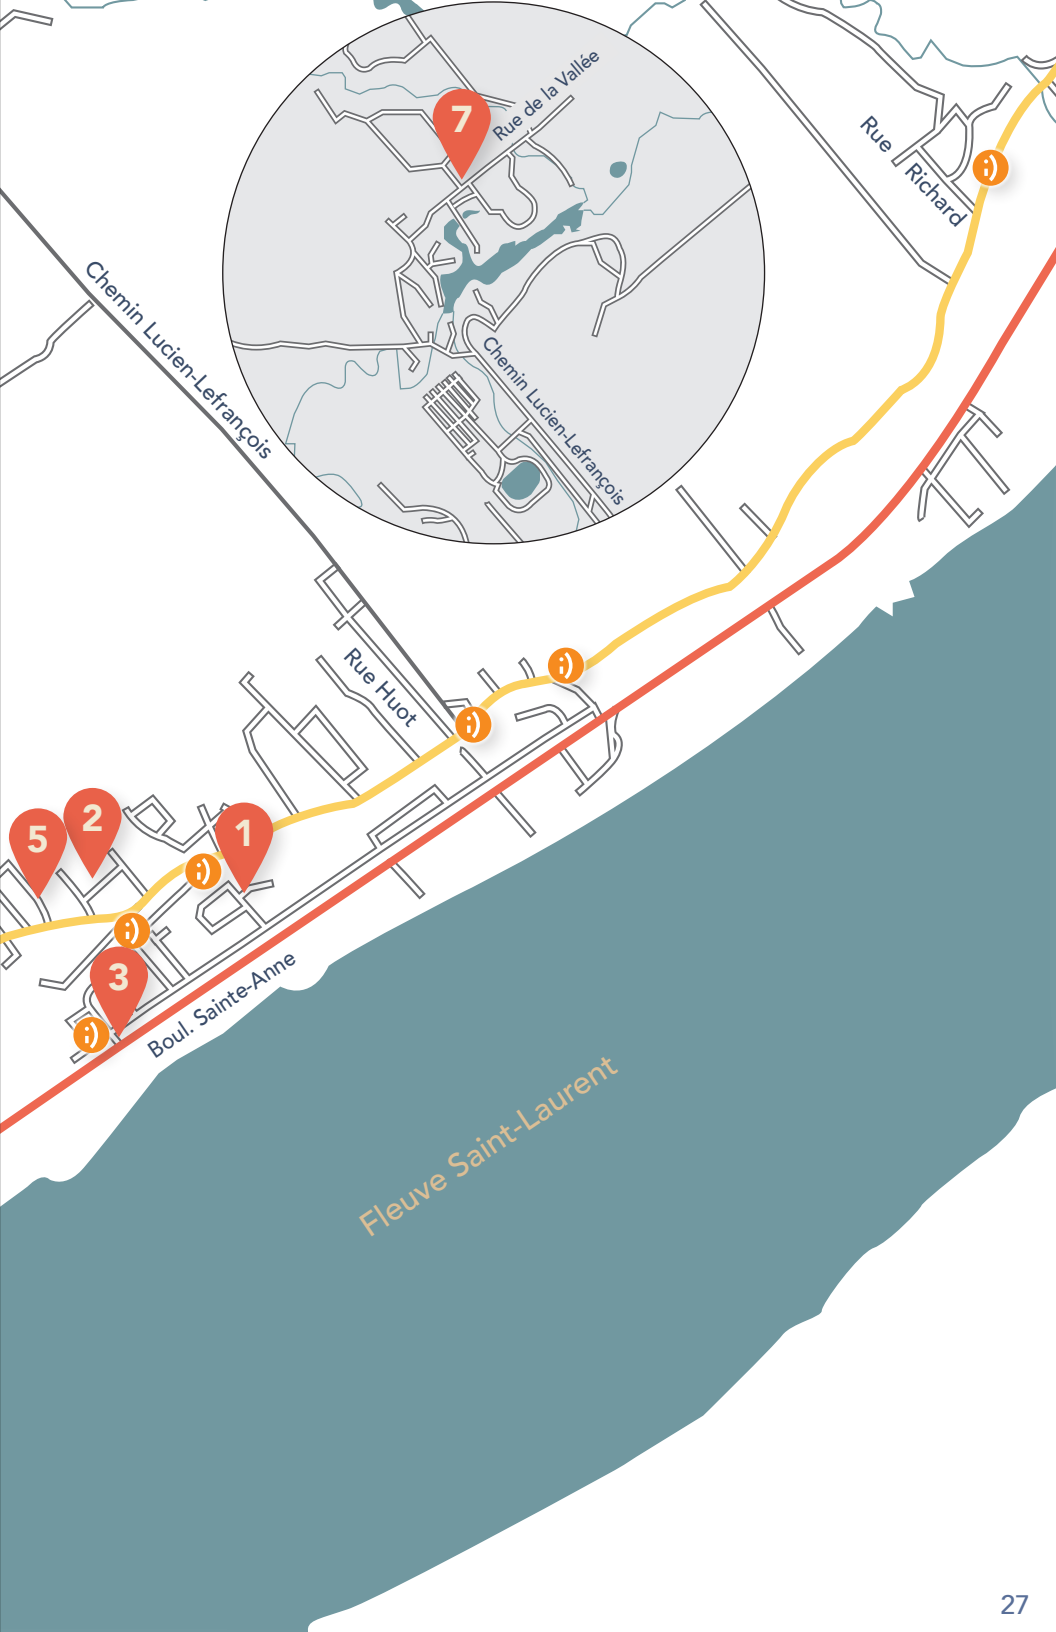 7
Rue de la Vallée
Rue
Richard
Chemin Lucien-Lefrançois
Chemin Lucien-Lefrançois
Rue Huot
5
2
1
3
Boul. Sainte-Anne
Fleuve Saint-Laurent
27